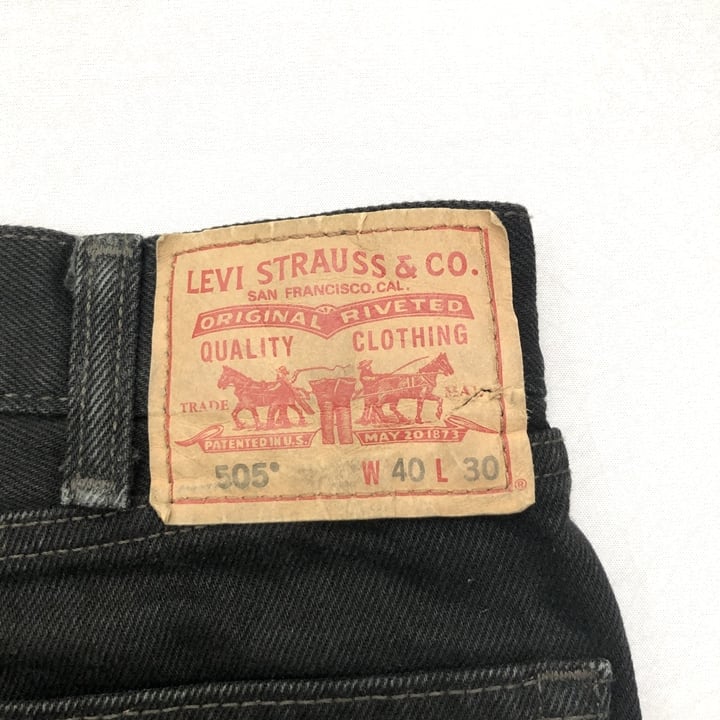 LEVI STRAUSS & CO.
SAN FRANCISCO, CAL.
ORIGINAL RIVETED
QUALITY CLOTHING
TRADE MARK
PATENTED IN U.S. MAY 20 1873
505® W 40 L 30
®